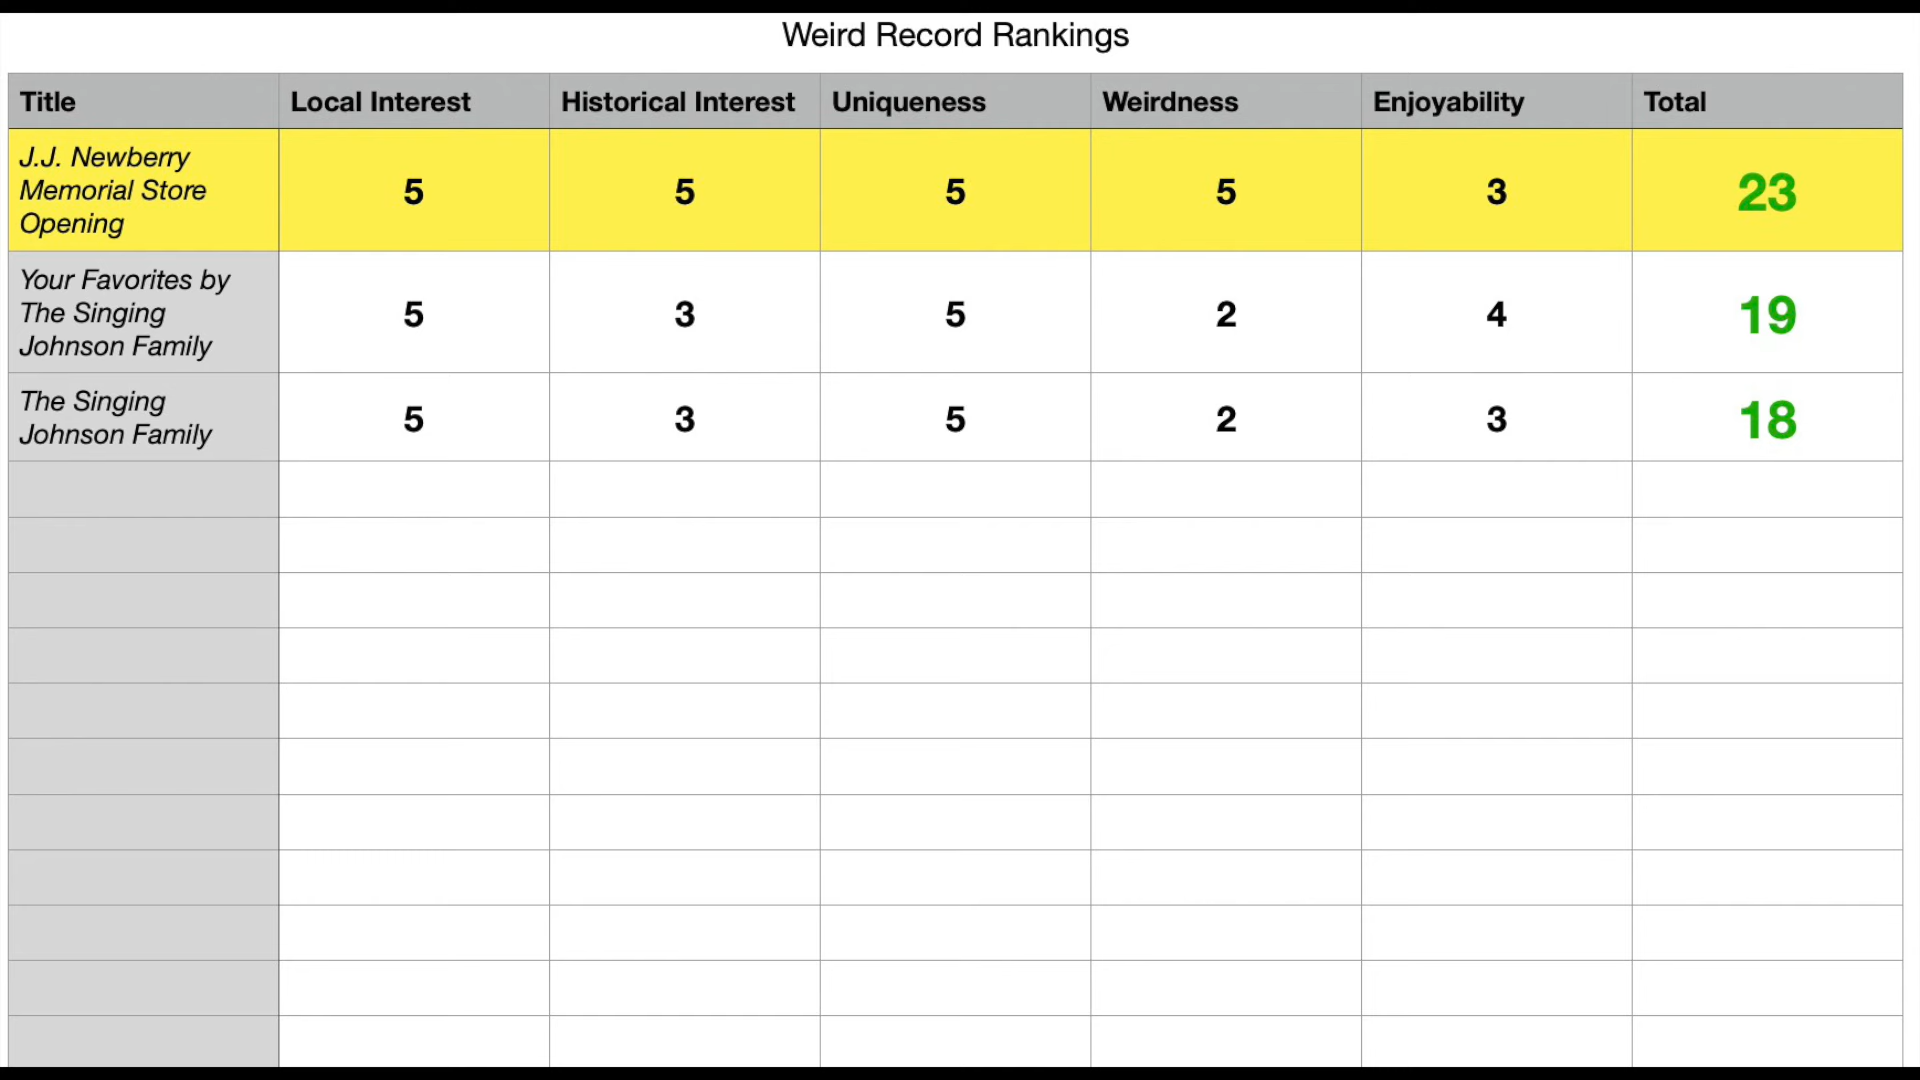 Weird Record Rankings
Title Local Interest Historical Interest Uniqueness Weirdness Enjoyability Total
J.J. Newberry
Memorial Store
Opening
5 5 5 5 3 23
Your Favorites by
The Singing
Johnson Family
5 3 5 2 4 19
The Singing
Johnson Family
5 3 5 2 3 18